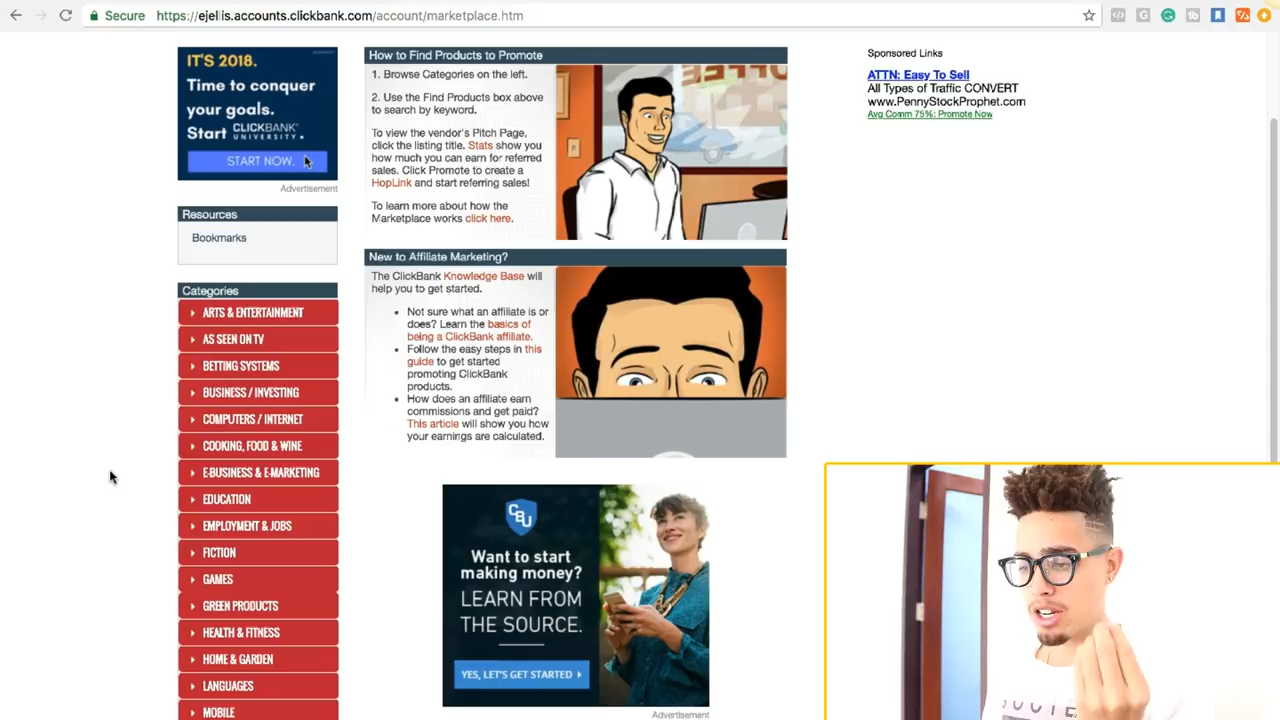 Secure
https://ejellis.accounts.clickbank.com/account/marketplace.htm
IT'S 2018.
Time to conquer
your goals.
Start CLICKBANK
UNIVERSITY
START NOW.
Advertisement
Resources
Bookmarks
Categories
ARTS & ENTERTAINMENT
AS SEEN ON TV
BETTING SYSTEMS
BUSINESS / INVESTING
COMPUTERS / INTERNET
COOKING, FOOD & WINE
E-BUSINESS & E-MARKETING
EDUCATION
EMPLOYMENT & JOBS
FICTION
GAMES
GREEN PRODUCTS
HEALTH & FITNESS
HOME & GARDEN
LANGUAGES
MOBILE
How to Find Products to Promote
1. Browse Categories on the left.
2. Use the Find Products box above
to search by keyword.
To view the vendor's Pitch Page,
click the listing title. Stats show you
how much you can earn for referred
sales. Click Promote to create a
HopLink and start referring sales!
To learn more about how the
Marketplace works click here.
COFFEE
New to Affiliate Marketing?
The ClickBank Knowledge Base will
help you to get started.
• Not sure what an affiliate is or
does? Learn the basics of
being a ClickBank affiliate.
• Follow the easy steps in this
guide to get started
promoting ClickBank
products.
• How does an affiliate earn
commissions and get paid?
This article will show you how
your earnings are calculated.
CBU
Want to start
making money?
LEARN FROM
THE SOURCE.
YES, LET'S GET STARTED
Advertisement
Sponsored Links
ATTN: Easy To Sell
All Types of Traffic CONVERT
www.PennyStockProphet.com
Avg Comm 75%: Promote Now